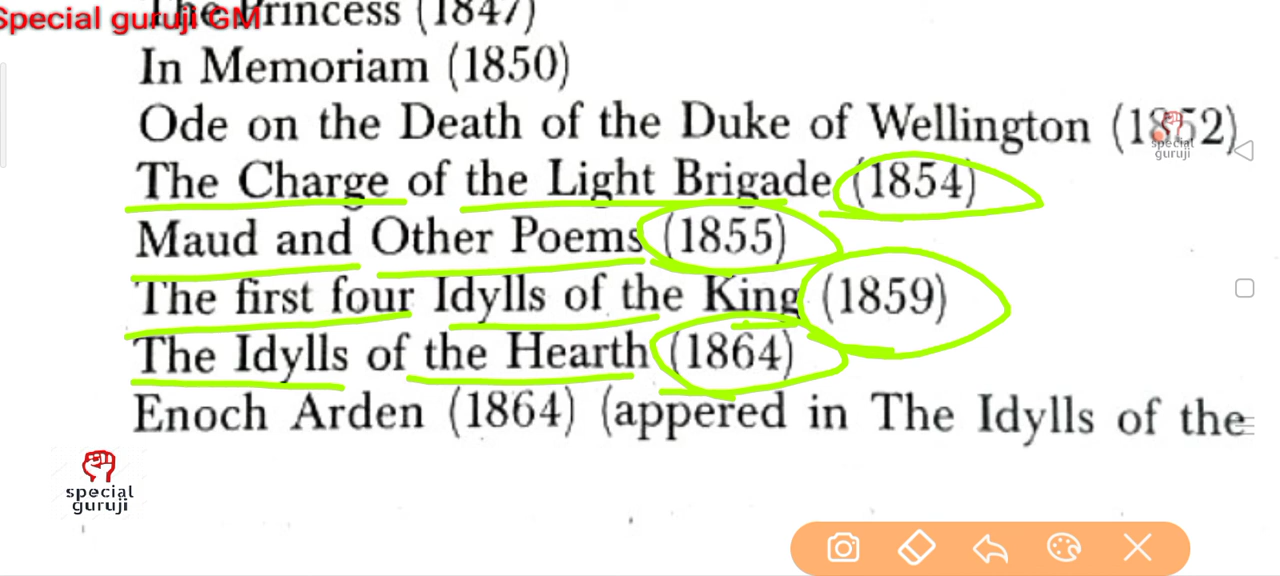 Special guruji GM
The Princess (1847)
In Memoriam (1850)
Ode on the Death of the Duke of Wellington (1852)
special
guruji
The Charge of the Light Brigade (1854)
Maud and Other Poems (1855)
The first four Idylls of the King (1859)
The Idylls of the Hearth (1864)
Enoch Arden (1864) (appered in The Idylls of the
special
guruji